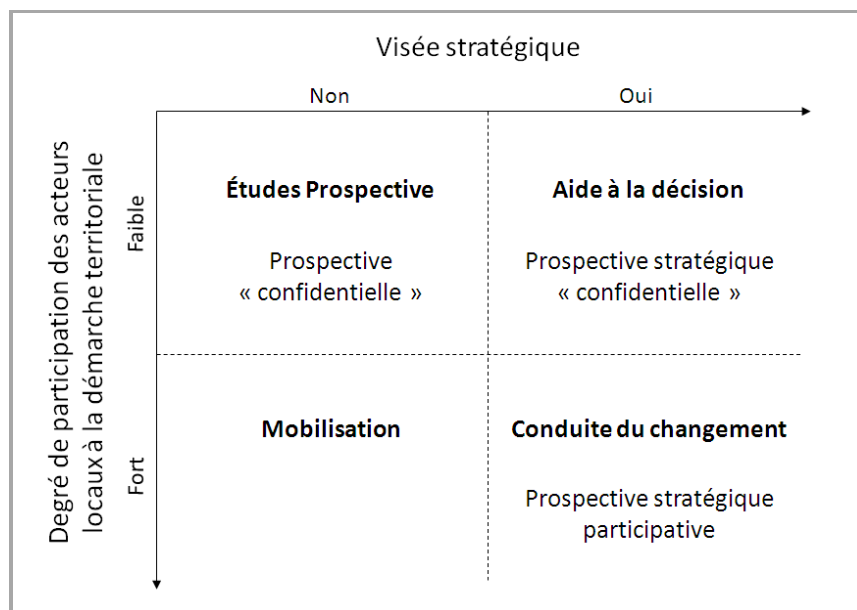 Visée stratégique
Non
Oui
Degré de participation des acteurs
locaux à la démarche territoriale
Faible
Études Prospective
Aide à la décision
Prospective
« confidentielle »
Prospective stratégique
« confidentielle »
Fort
Mobilisation
Conduite du changement
Prospective stratégique
participative